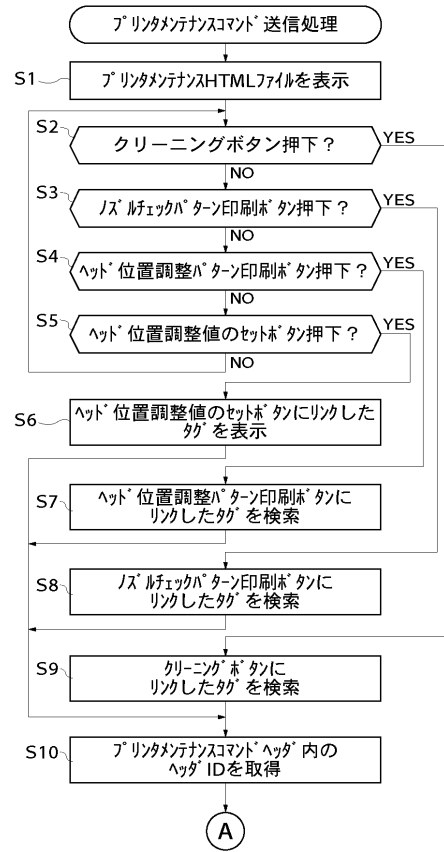 ﾌﾟﾘﾝﾀﾒﾝﾃﾅﾝｽｺﾏﾝﾄﾞ送信処理
S1
ﾌﾟﾘﾝﾀﾒﾝﾃﾅﾝｽHTMLﾌｧｲﾙを表示
S2
クリーニングボタン押下？
YES
NO
S3
ﾉｽﾞﾙﾁｪｯｸﾊﾟﾀｰﾝ印刷ﾎﾞﾀﾝ押下？
YES
NO
S4
ﾍｯﾄﾞ位置調整ﾊﾟﾀｰﾝ印刷ﾎﾞﾀﾝ押下？
YES
NO
S5
ﾍｯﾄﾞ位置調整値のｾｯﾄﾎﾞﾀﾝ押下？
YES
NO
S6
ﾍｯﾄﾞ位置調整値のｾｯﾄﾎﾞﾀﾝにﾘﾝｸした
ﾀｸﾞを表示
S7
ﾍｯﾄﾞ位置調整ﾊﾟﾀｰﾝ印刷ﾎﾞﾀﾝに
ﾘﾝｸしたﾀｸﾞを検索
S8
ﾉｽﾞﾙﾁｪｯｸﾊﾟﾀｰﾝ印刷ﾎﾞﾀﾝに
ﾘﾝｸしたﾀｸﾞを検索
S9
ｸﾘｰﾆﾝｸﾞﾎﾞﾀﾝに
ﾘﾝｸしたﾀｸﾞを検索
S10
ﾌﾟﾘﾝﾀﾒﾝﾃﾅﾝｽｺﾏﾝﾄﾞﾍｯﾀﾞ内の
ﾍｯﾀﾞIDを取得
A